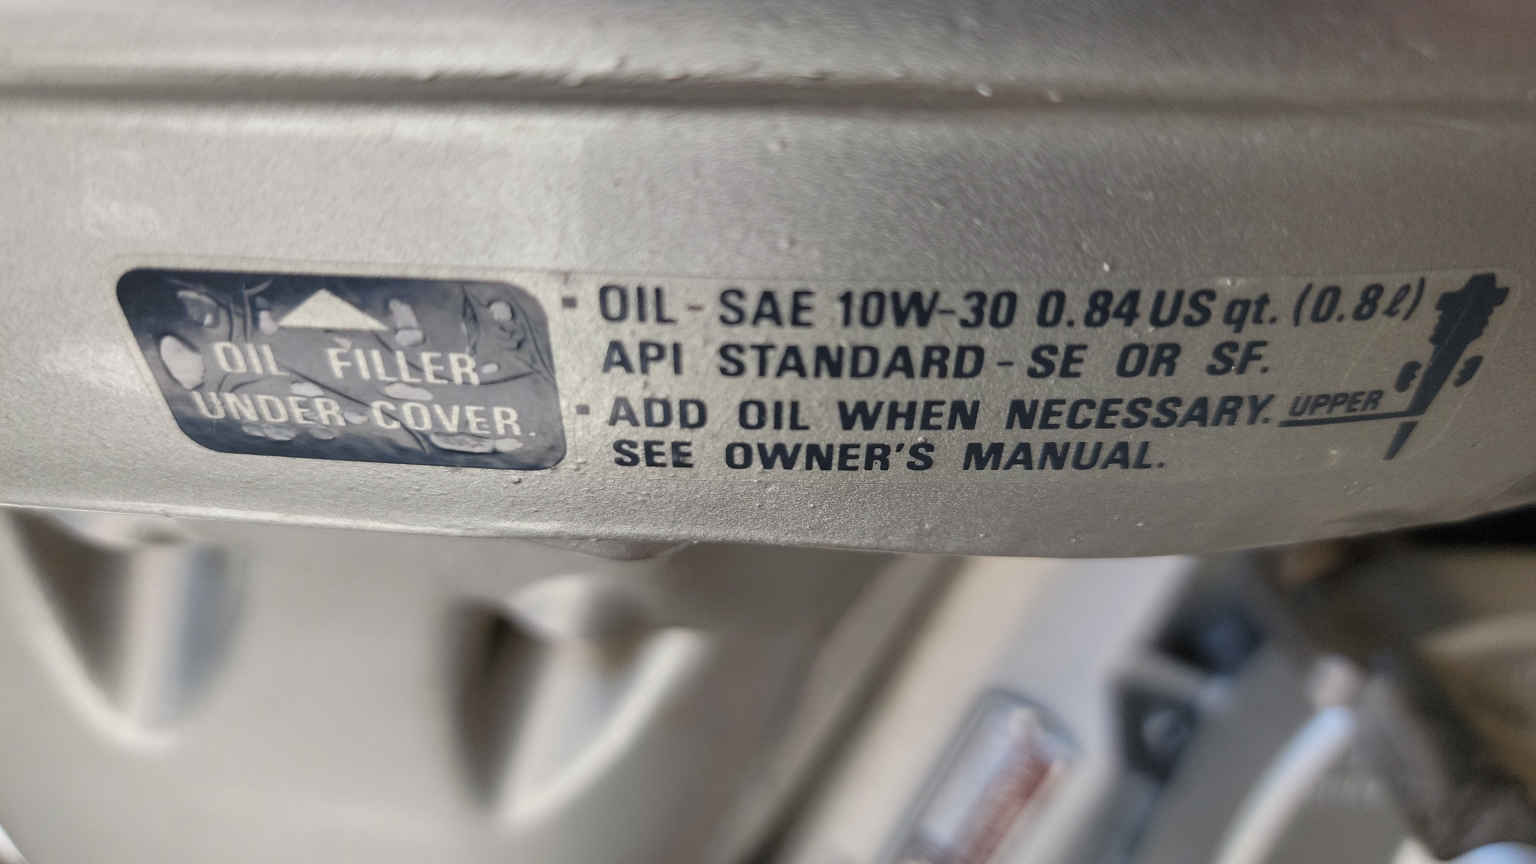 OIL FILLER
UNDER COVER.
▪ OIL - SAE 10W-30 0.84 US qt. (0.8ℓ)
API STANDARD - SE OR SF.
▪ ADD OIL WHEN NECESSARY.
SEE OWNER'S MANUAL.
UPPER